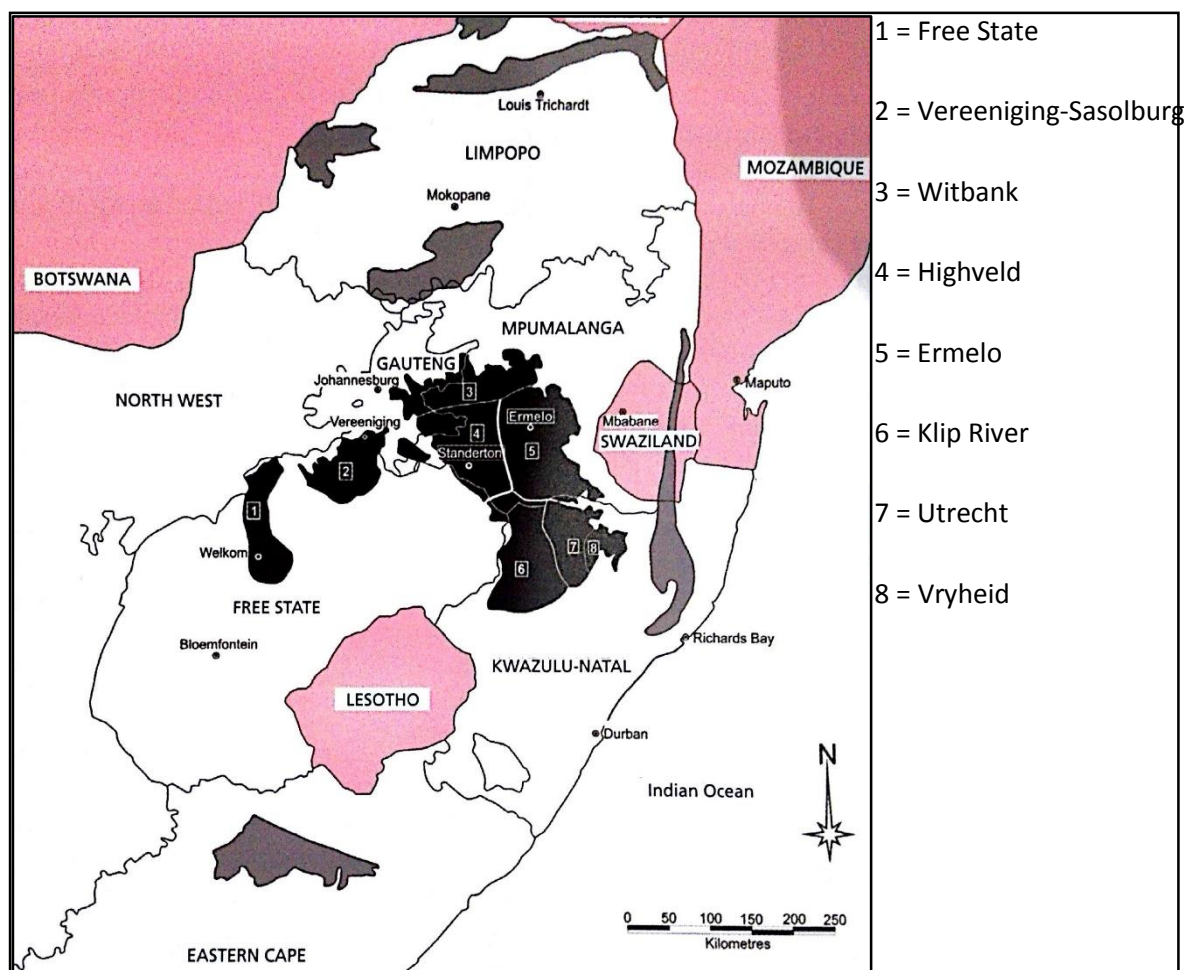 Louis Trichardt
LIMPOPO
MOZAMBIQUE
Mokopane
BOTSWANA
MPUMALANGA
GAUTENG
Johannesburg
Maputo
NORTH WEST
3
Ermelo
Mbabane
Vereeniging
4
SWAZILAND
5
Standerton
2
1
Welkom
7
8
6
FREE STATE
Richards Bay
Bloemfontein
KWAZULU-NATAL
LESOTHO
Durban
N
Indian Ocean
0 50 100 150 200 250
Kilometres
EASTERN CAPE
1 = Free State
2 = Vereeniging-Sasolburg
3 = Witbank
4 = Highveld
5 = Ermelo
6 = Klip River
7 = Utrecht
8 = Vryheid